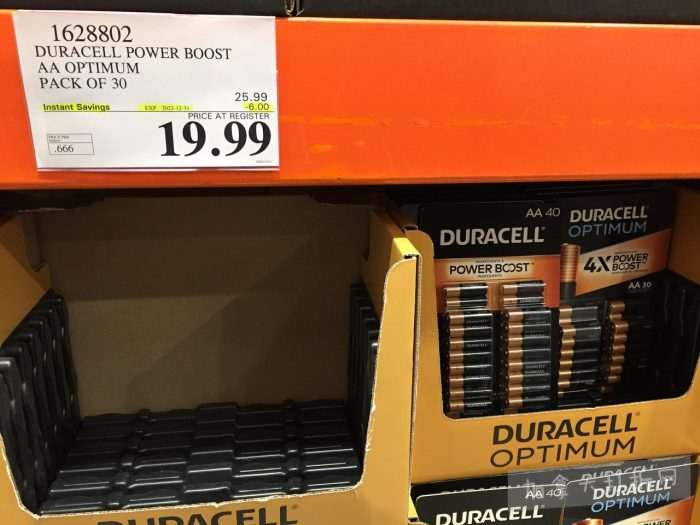 1628802
DURACELL POWER BOOST
AA OPTIMUM
PACK OF 30
25.99
Instant Savings
-6.00
PRICE AT REGISTER
.666
19.99
AA 40
DURACELL
DURACELL
OPTIMUM
POWER BOOST
INGREDIENTS
4X POWER BOOST
AA 30
DURACELL
OPTIMUM
AA 40
DURACELL
OPTIMUM
DURACELL